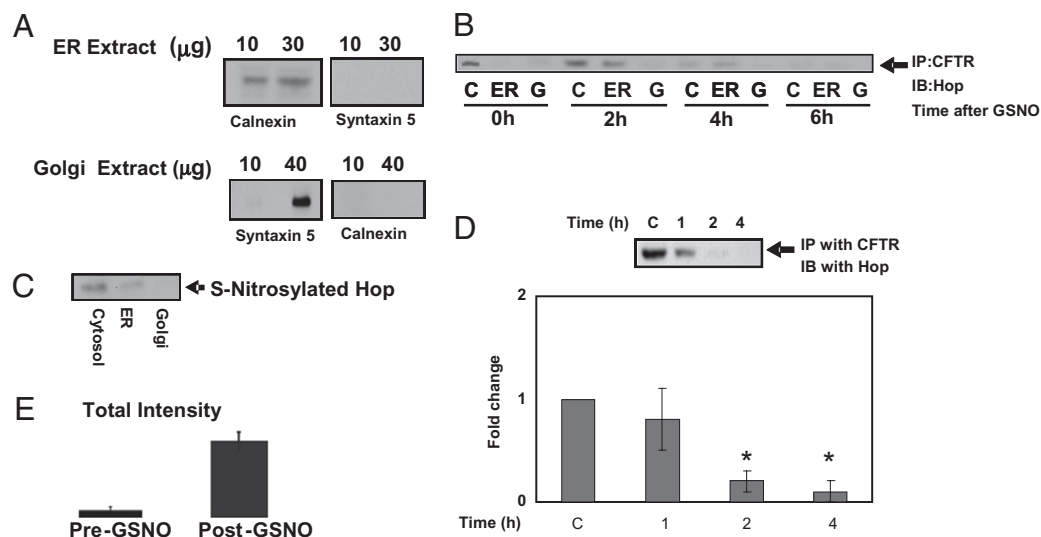 A
ER Extract (µg) 10 30 10 30
Calnexin Syntaxin 5
Golgi Extract (µg) 10 40 10 40
Syntaxin 5 Calnexin
B
IP:CFTR
IB:Hop
C ER G C ER G C ER G C ER G
0h 2h 4h 6h
Time after GSNO
C
S-Nitrosylated Hop
Cytosol
ER
Golgi
D
Time (h) C 1 2 4
IP with CFTR
IB with Hop
2
1
0
Fold change
* *
Time (h) C 1 2 4
E
Total Intensity
Pre-GSNO Post-GSNO